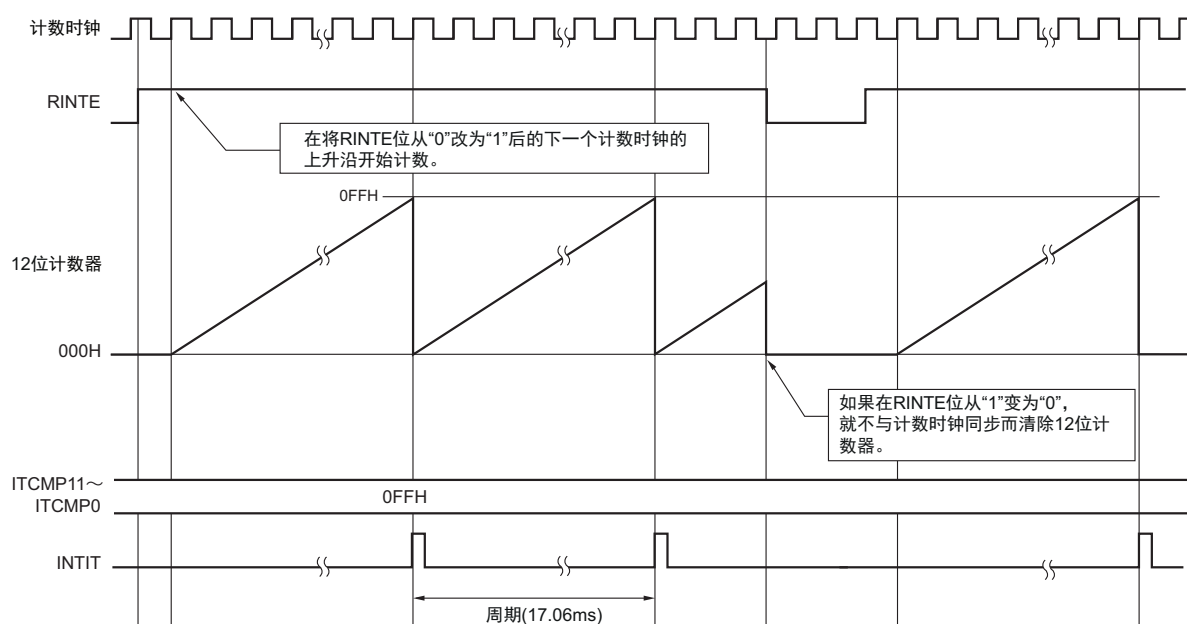 计数时钟
RINTE
在将RINTE位从“0”改为“1”后的下一个计数时钟的
上升沿开始计数。
0FFH
12位计数器
000H
如果在RINTE位从“1”变为“0”，
就不与计数时钟同步而清除12位计
数器。
ITCMP11～
ITCMP0
0FFH
INTIT
周期(17.06ms)